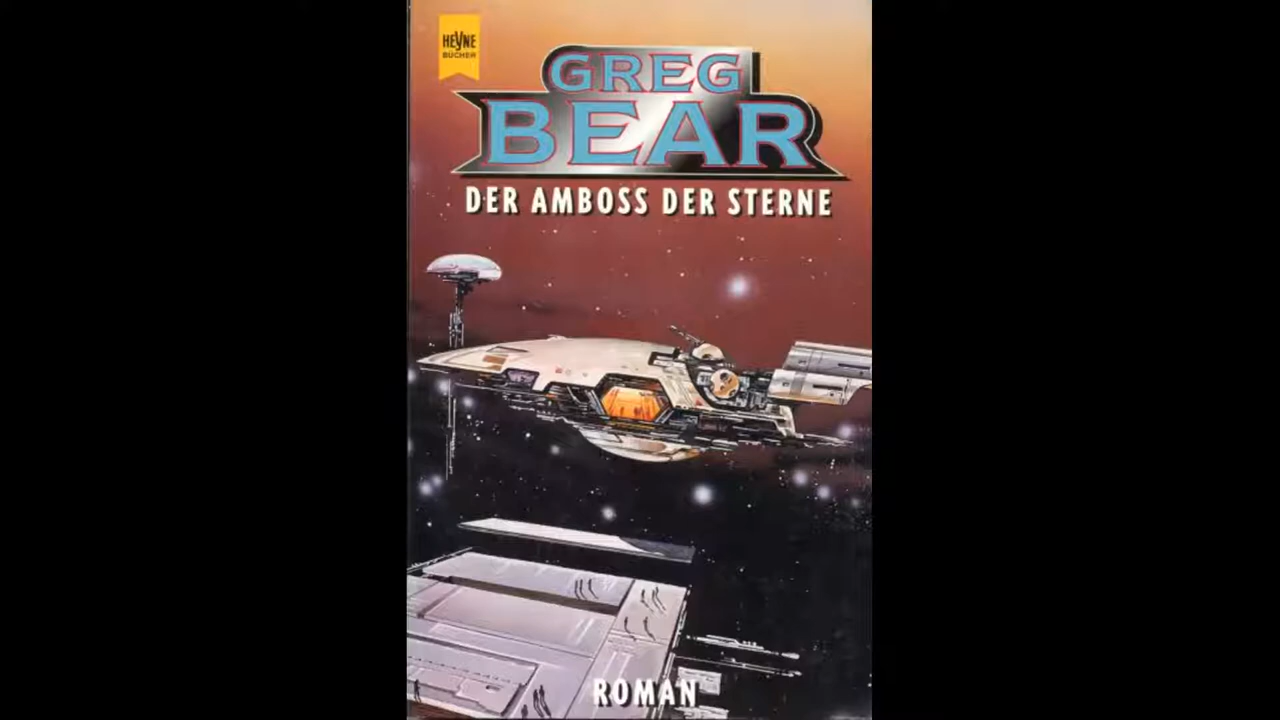 HEYNE
BÜCHER
GREG
BEAR
DER AMBOSS DER STERNE
ROMAN